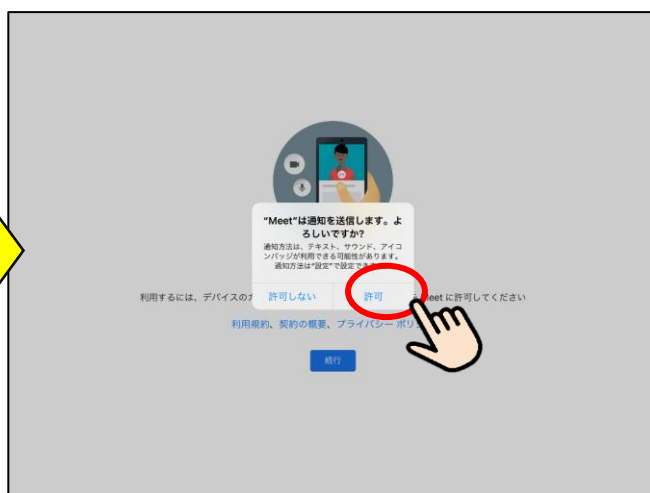 “Meet”は通知を送信します。よ
ろしいですか?
通知方法は、テキスト、サウンド、アイコ
ンバッジが利用できる可能性があります。
通知方法は“設定”で設定でき
許可しない
許可
利用するには、デバイスの
Meet に許可してください
利用規約、契約の概要、プライバシー ポリ
続行